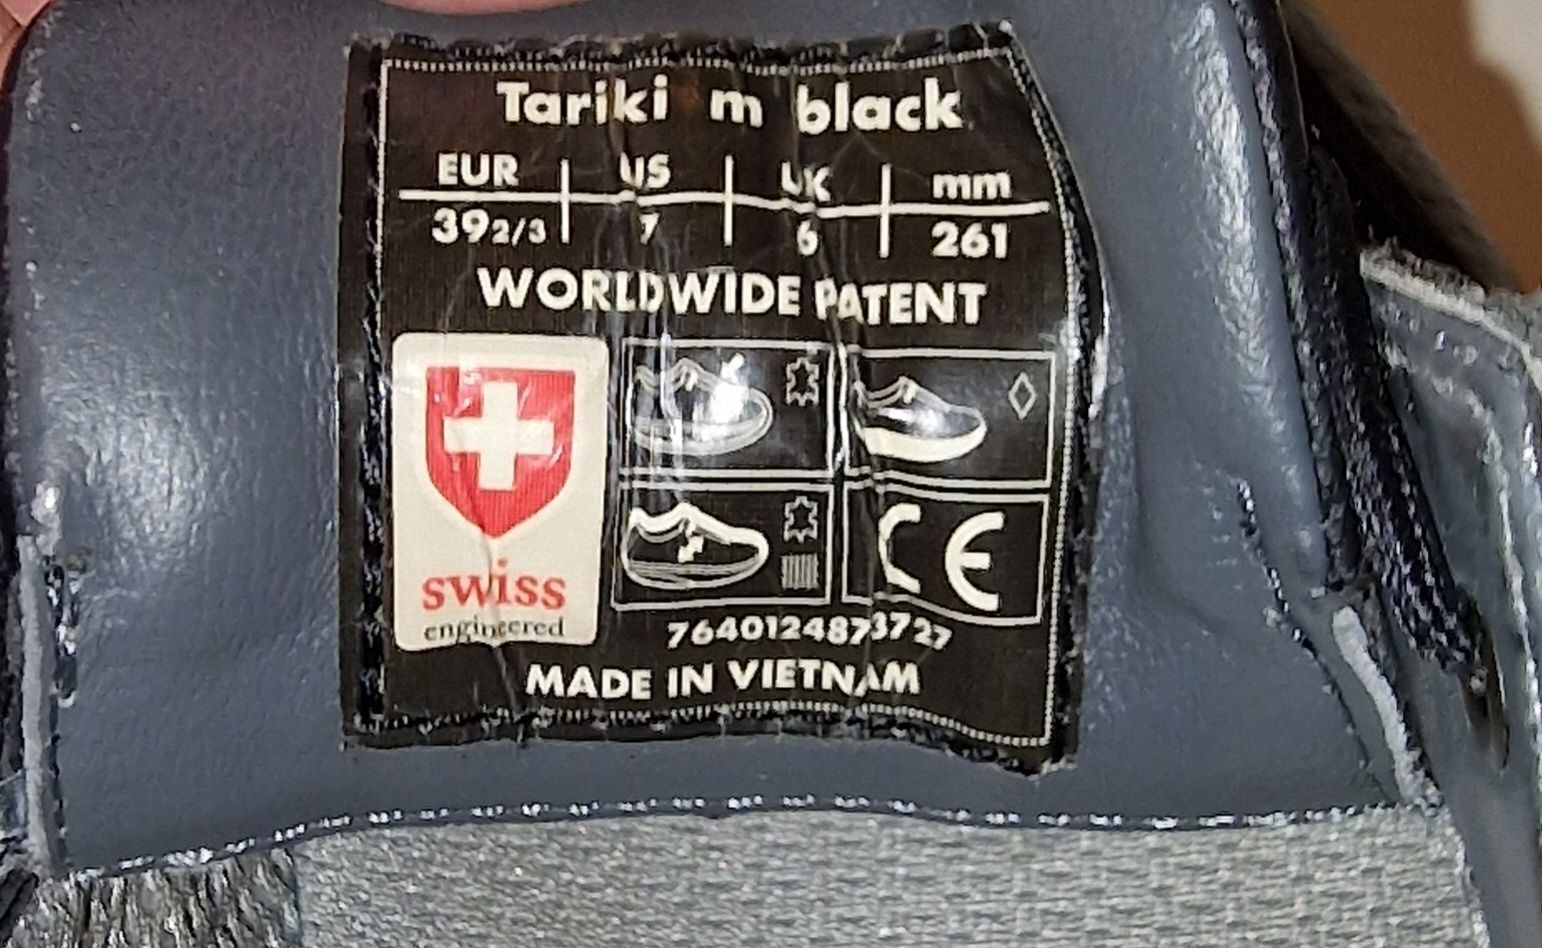 Tariki m black
EUR US UK mm
39 2/3 7 6 261
WORLDWIDE PATENT
swiss
engineered
CE
7640124873727
MADE IN VIETNAM